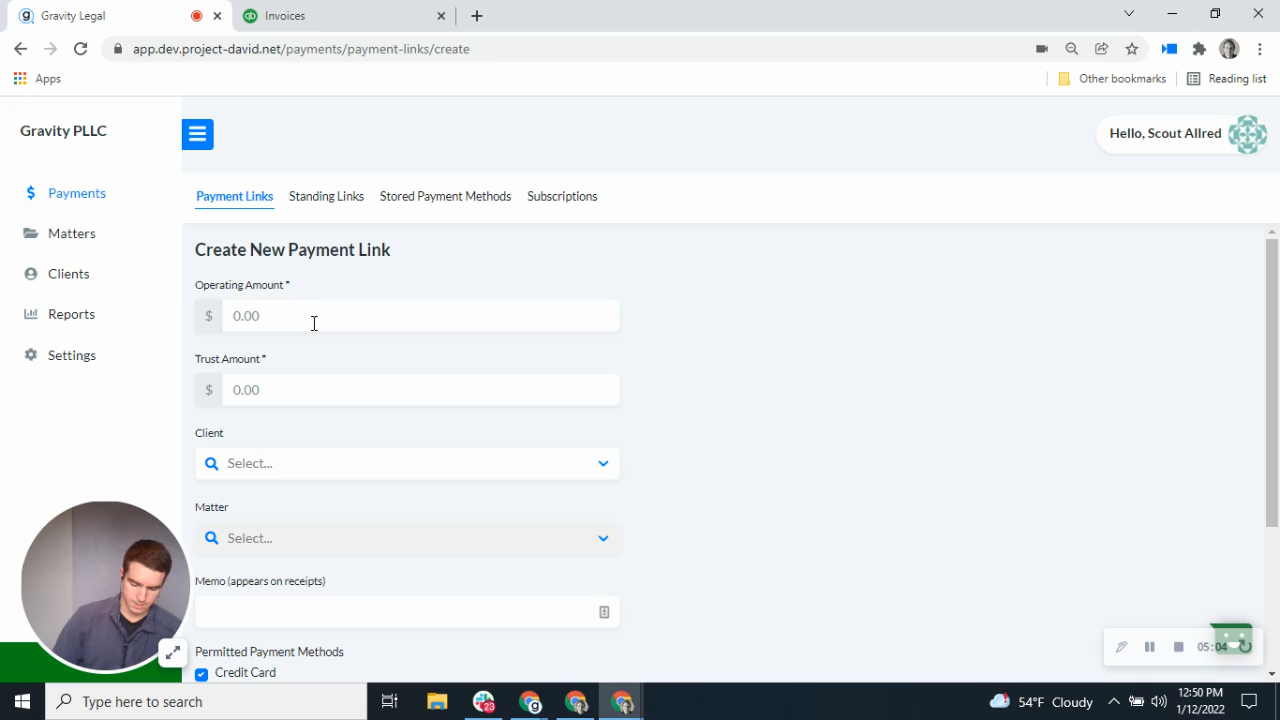 Gravity Legal
Invoices
app.dev.project-david.net/payments/payment-links/create
Apps
Other bookmarks
Reading list
Gravity PLLC
Hello, Scout Allred
$ Payments
Payment Links
Standing Links
Stored Payment Methods
Subscriptions
Matters
Clients
Reports
Settings
Create New Payment Link
Operating Amount *
$ 0.00
Trust Amount *
$ 0.00
Client
Select...
Matter
Select...
Memo (appears on receipts)
Permitted Payment Methods
Credit Card
05:04
Type here to search
23
54°F Cloudy
12:50 PM
1/12/2022